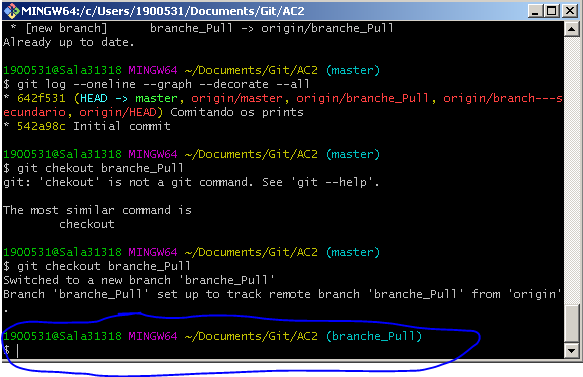 MINGW64:/c/Users/1900531/Documents/Git/AC2
* [new branch]      branche_Pull -> origin/branche_Pull
Already up to date.
1900531@Sala31318 MINGW64 ~/Documents/Git/AC2 (master)
$ git log --oneline --graph --decorate --all
* 642f531 (HEAD -> master, origin/master, origin/branche_Pull, origin/branch---s
ecundario, origin/HEAD) Comitando os prints
* 542a98c Initial commit
1900531@Sala31318 MINGW64 ~/Documents/Git/AC2 (master)
$ git chekout branche_Pull
git: 'chekout' is not a git command. See 'git --help'.
The most similar command is
checkout
1900531@Sala31318 MINGW64 ~/Documents/Git/AC2 (master)
$ git checkout branche_Pull
Switched to a new branch 'branche_Pull'
Branch 'branche_Pull' set up to track remote branch 'branche_Pull' from 'origin'
.
1900531@Sala31318 MINGW64 ~/Documents/Git/AC2 (branche_Pull)
$